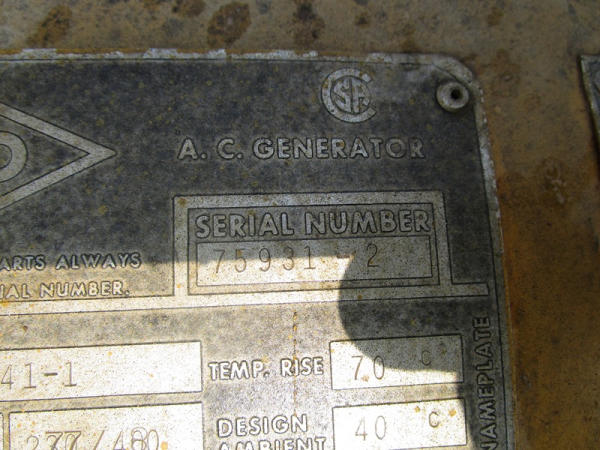 CSA
A. C. GENERATOR
SERIAL NUMBER
75931-2
ARTS ALWAYS
IAL NUMBER.
41-1
TEMP. RISE 70 C
277/480
DESIGN AMBIENT 40 C
NAMEPLATE